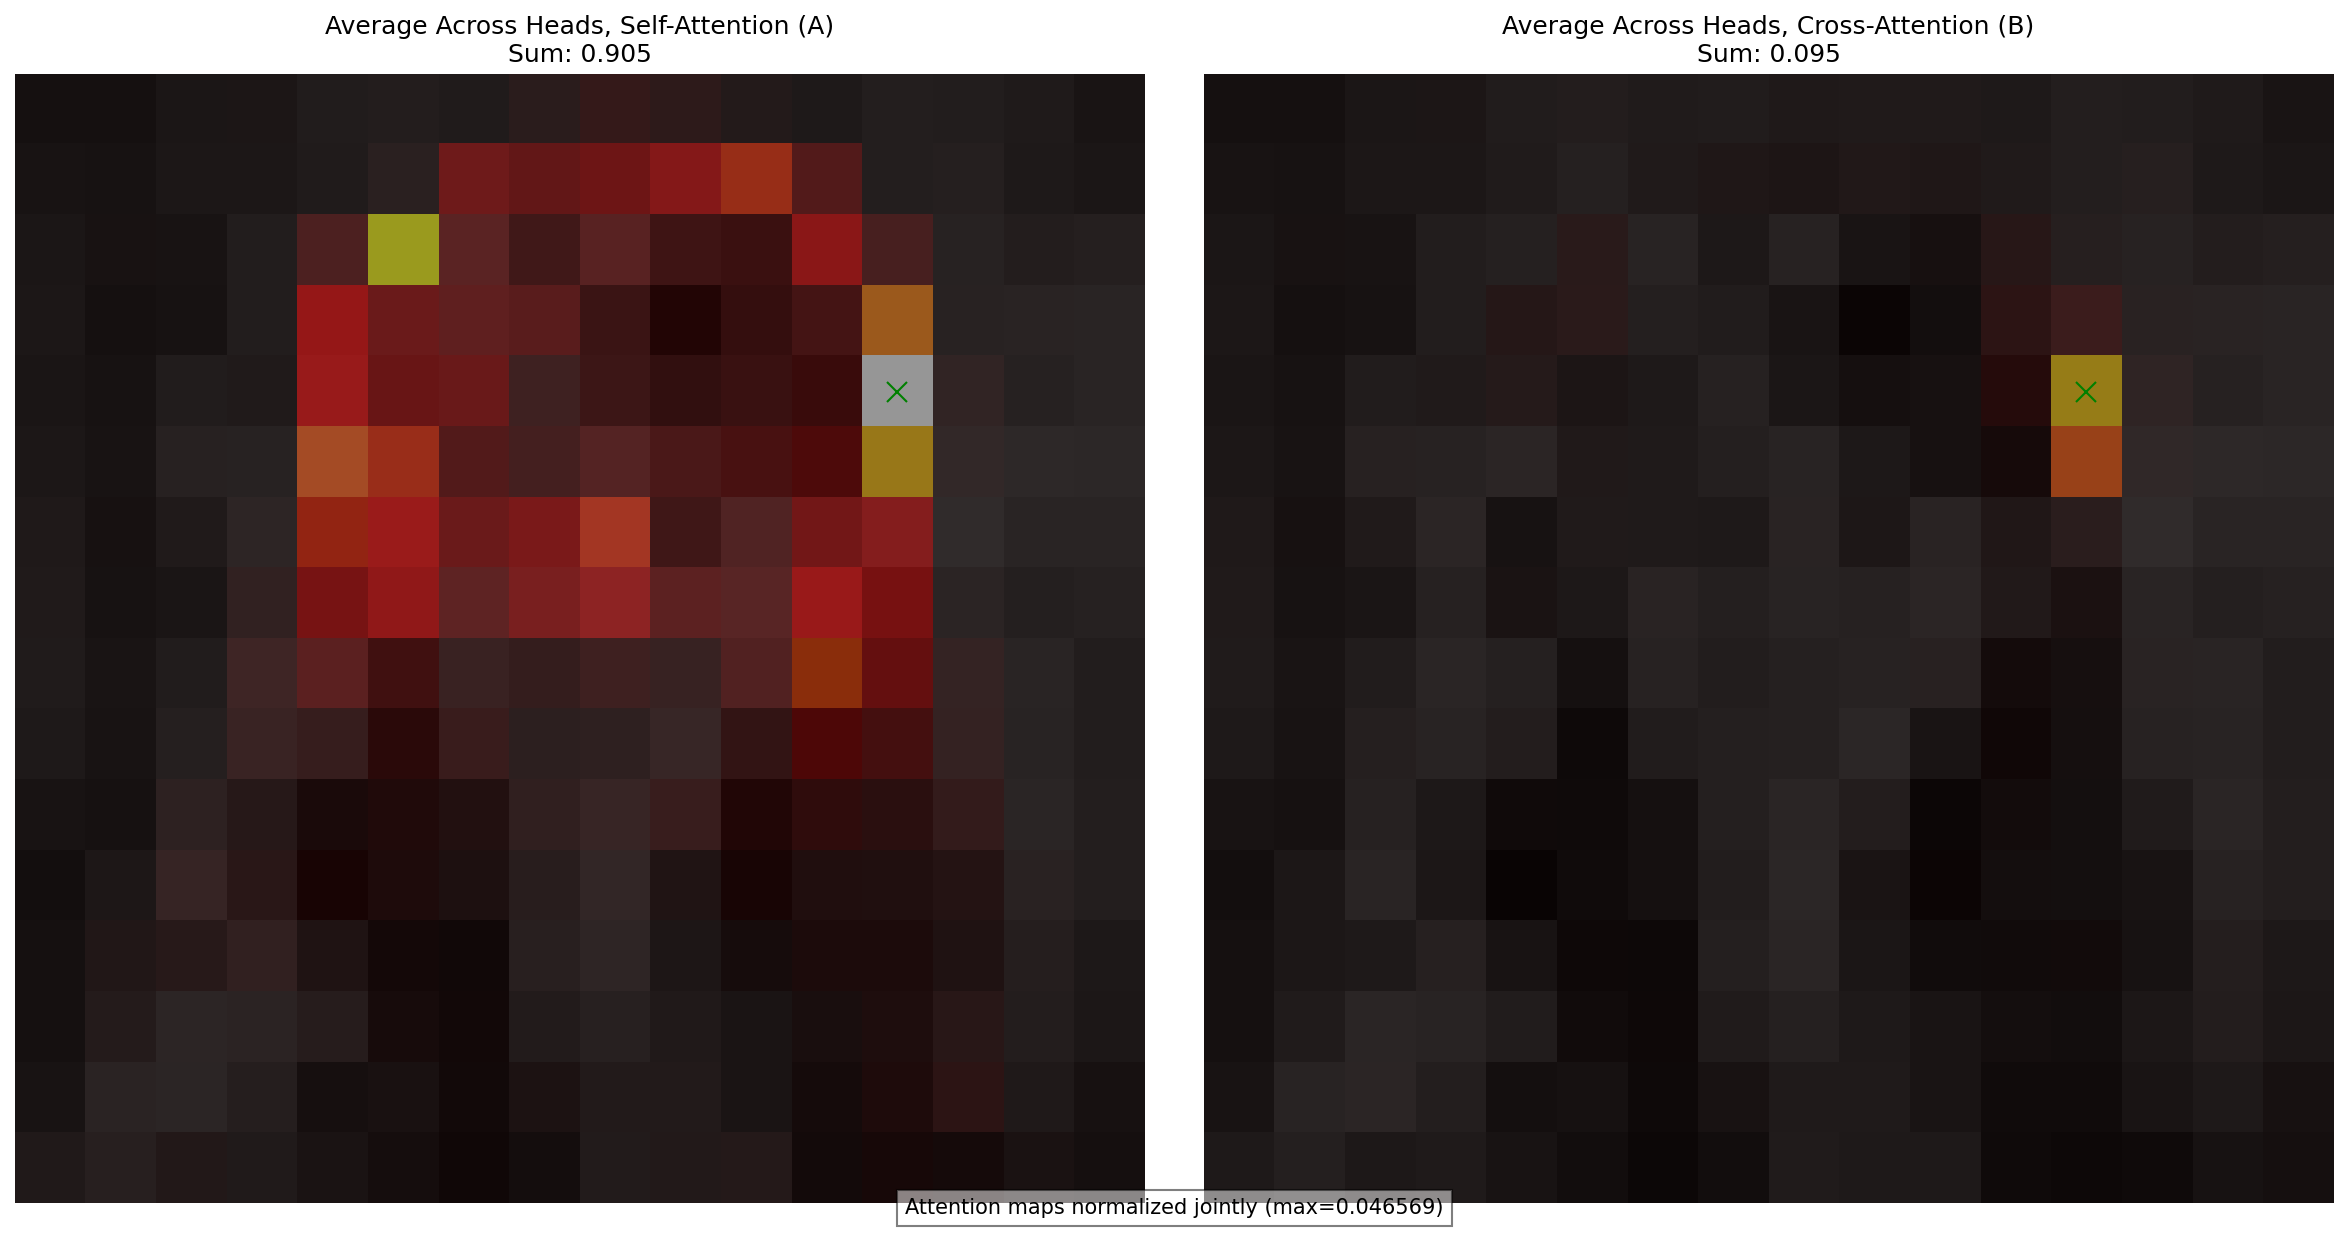 Average Across Heads, Self-Attention (A)
Sum: 0.905
Average Across Heads, Cross-Attention (B)
Sum: 0.095
Attention maps normalized jointly (max=0.046569)